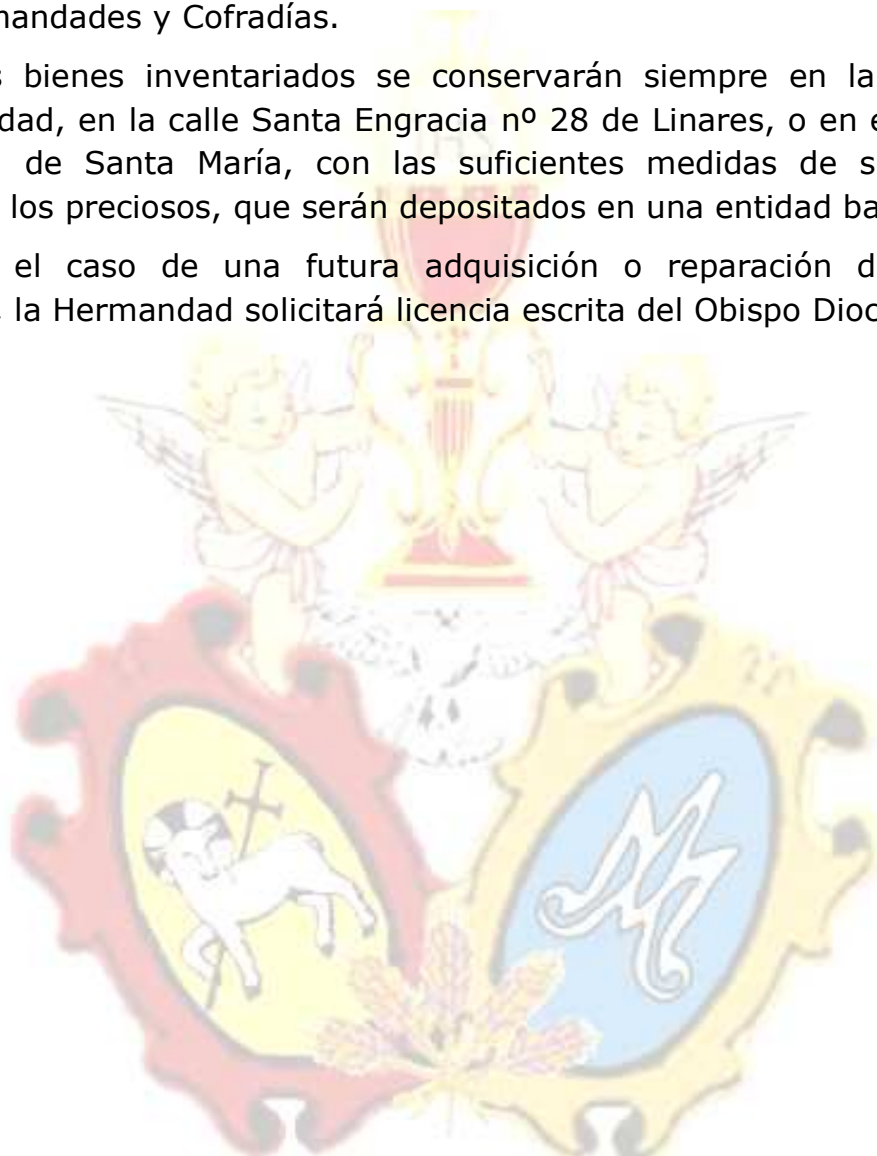 mandades y Cofradías.
s bienes inventariados se conservarán siempre en la
dad, en la calle Santa Engracia nº 28 de Linares, o en e
de Santa María, con las suficientes medidas de s
los preciosos, que serán depositados en una entidad ba
el caso de una futura adquisición o reparación d
la Hermandad solicitará licencia escrita del Obispo Dioc